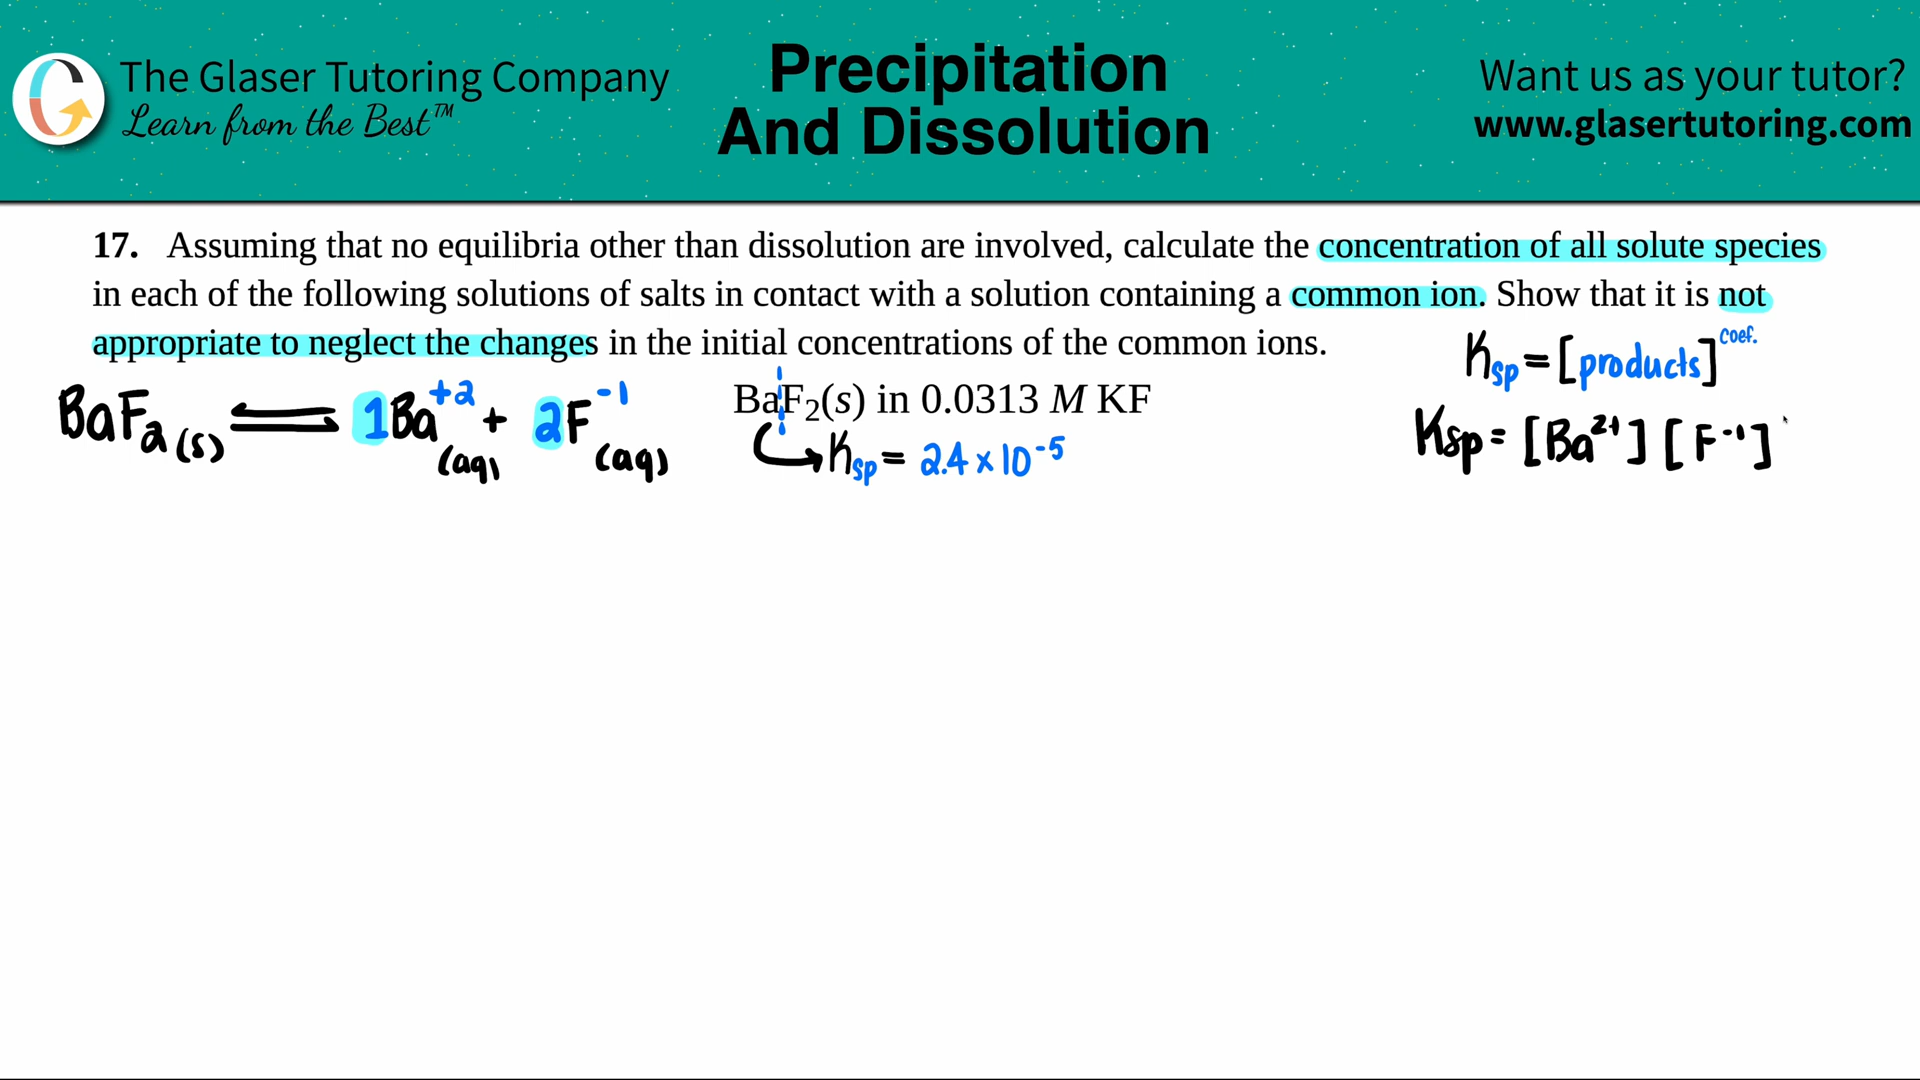 The Glaser Tutoring Company
Learn from the Best™
Precipitation
And Dissolution
Want us as your tutor?
www.glasertutoring.com
17. Assuming that no equilibria other than dissolution are involved, calculate the concentration of all solute species
in each of the following solutions of salts in contact with a solution containing a common ion. Show that it is not
appropriate to neglect the changes in the initial concentrations of the common ions.
Ksp = [products]^coef.
BaF₂(s) ⇌ 1Ba⁺²(aq) + 2F⁻¹(aq)
BaF₂(s) in 0.0313 M KF
Ksp = 2.4 x 10⁻⁵
Ksp = [Ba²⁺] [F⁻¹]